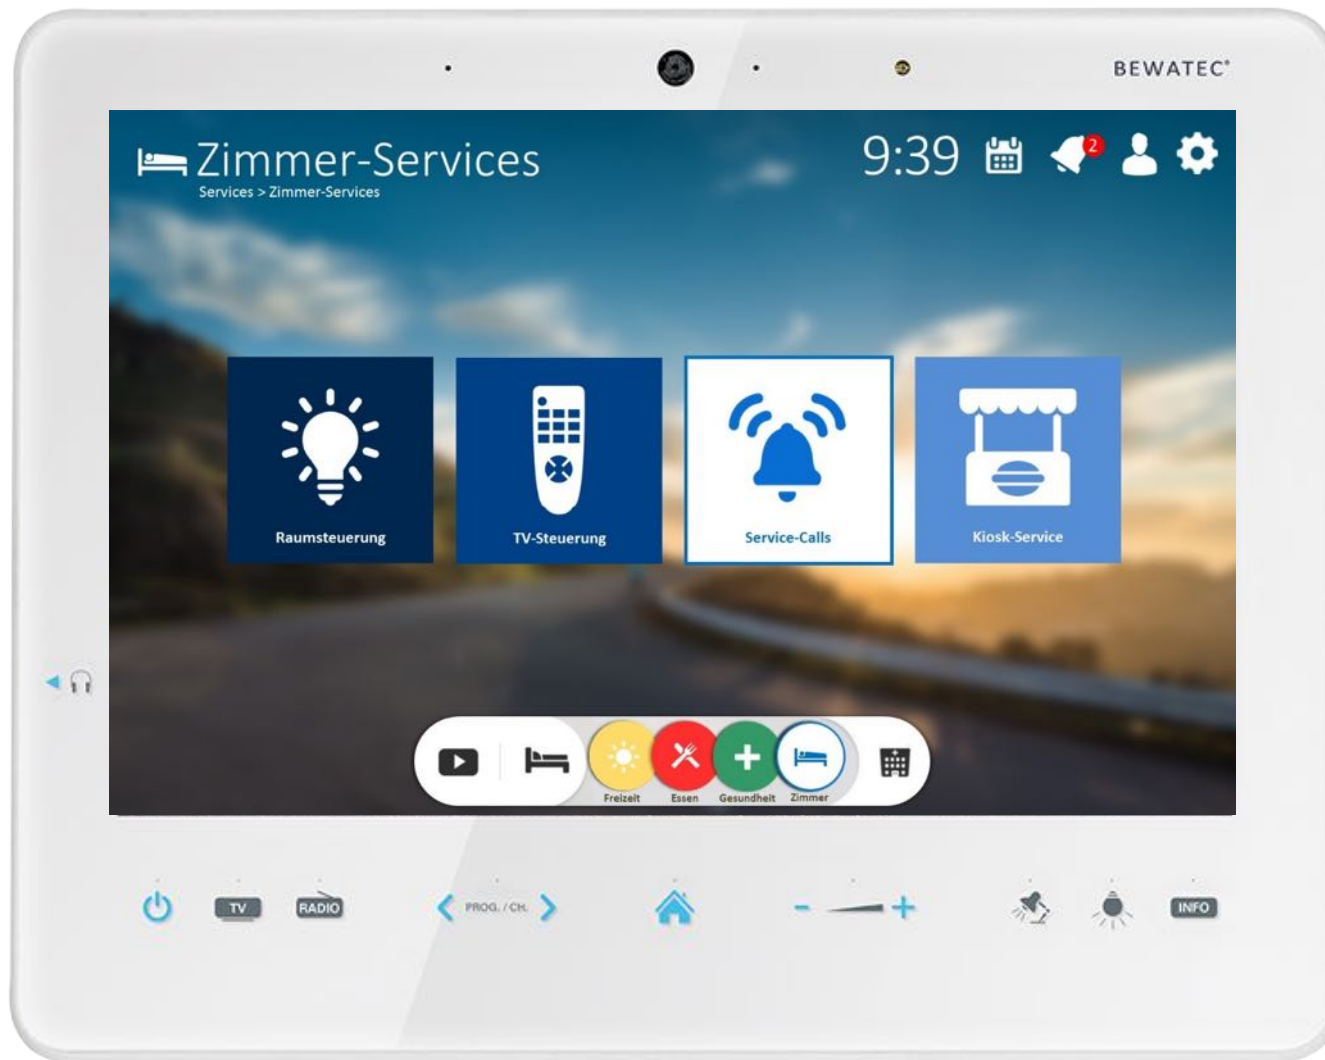 BEWATEC®
Zimmer-Services
9:39
2
Services > Zimmer-Services
Raumsteuerung
TV-Steuerung
Service-Calls
Kiosk-Service
Freizeit
Essen
Gesundheit
Zimmer
TV
RADIO
PROG. / CH.
INFO